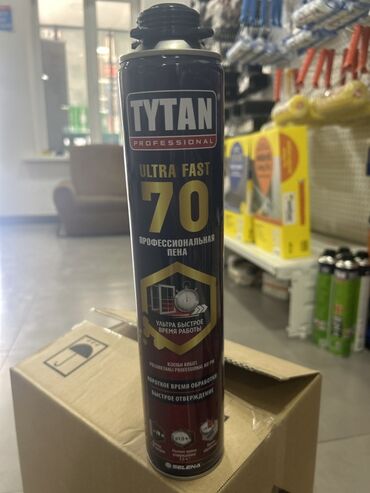 TYTAN
PROFESSIONAL
ULTRA FAST
70
ПРОФЕССИОНАЛЬНАЯ
ПЕНА
УЛЬТРА БЫСТРОЕ
ВРЕМЯ РАБОТЫ
КОРОТКОЕ ВРЕМЯ ОБРАБОТКИ
БЫСТРОЕ ОТВЕРЖДЕНИЕ
SELENA